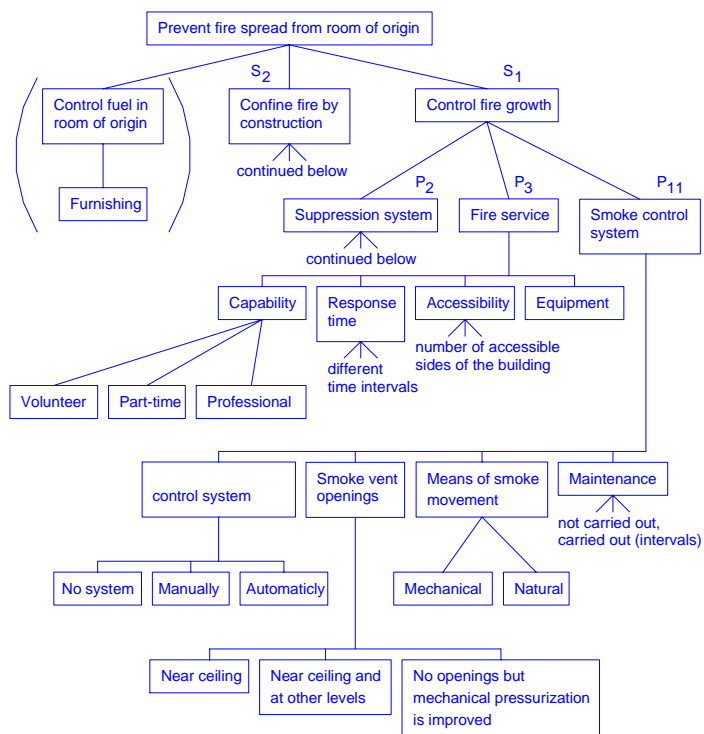 Prevent fire spread from room of origin
S2
S1
Control fuel in
room of origin
Confine fire by
construction
Control fire growth
continued below
Furnishing
P2
P3
P11
Suppression system
Fire service
Smoke control
system
continued below
Capability
Response
time
Accessibility
Equipment
different
time intervals
number of accessible
sides of the building
Volunteer
Part-time
Professional
control system
Smoke vent
openings
Means of smoke
movement
Maintenance
not carried out,
carried out (intervals)
No system
Manually
Automaticly
Mechanical
Natural
Near ceiling
Near ceiling and
at other levels
No openings but
mechanical pressurization
is improved